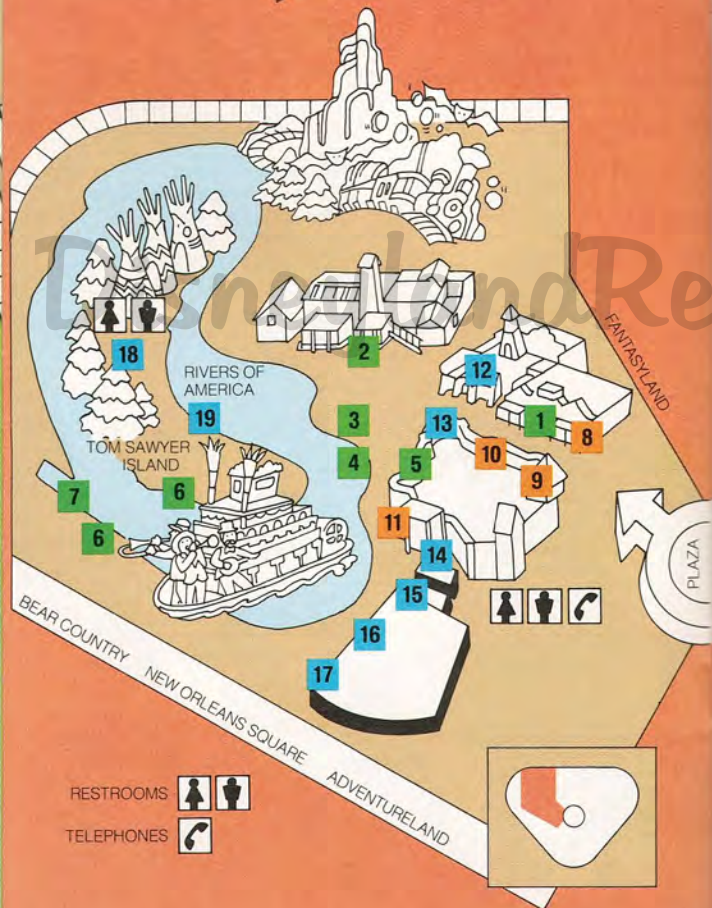 DisneylandRe
FANTASYLAND
2
12
RIVERS OF
AMERICA
18
19
3
13
1
8
10
TOM SAWYER
ISLAND
4
5
9
7
6
6
11
14
PLAZA
15
16
17
BEAR COUNTRY
NEW ORLEANS SQUARE
ADVENTURELAND
RESTROOMS
TELEPHONES